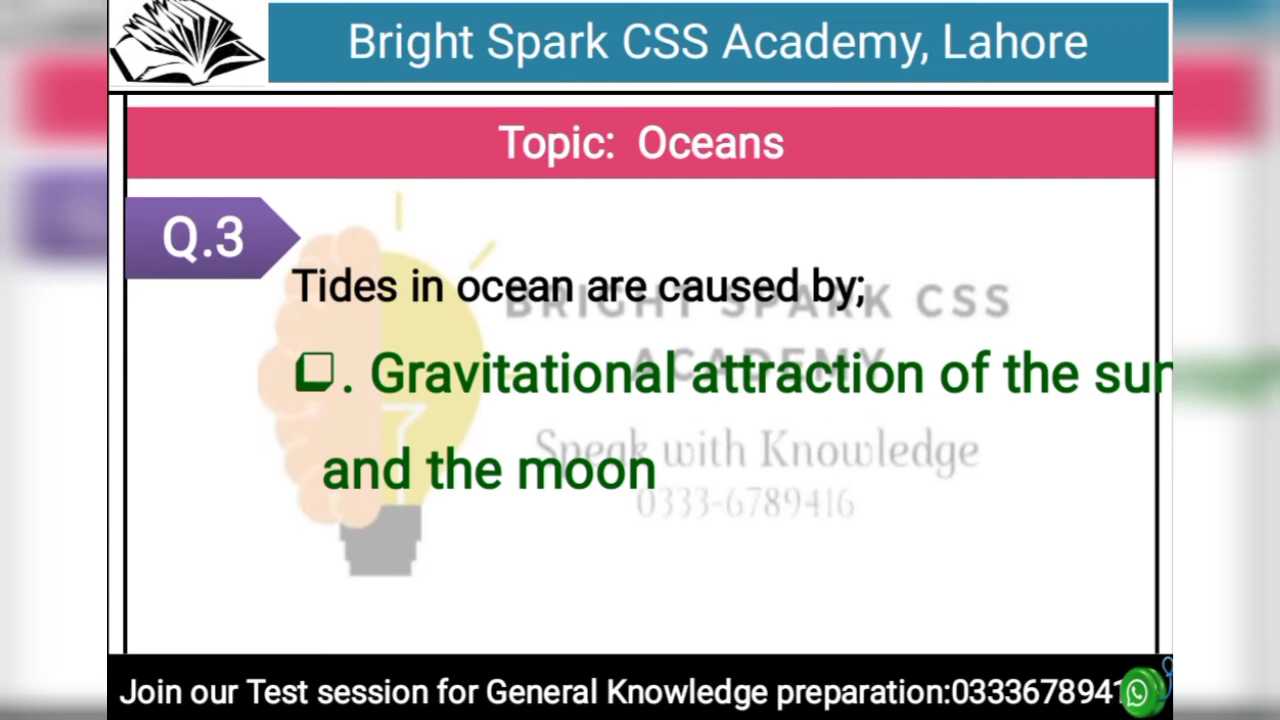 Bright Spark CSS Academy, Lahore
Topic: Oceans
Q.3
Tides in ocean are caused by;
BRIGHT SPARK CSS
ACADEMY
❑. Gravitational attraction of the sun
and the moon
Speak with Knowledge
0333-6789416
Join our Test session for General Knowledge preparation:0333678941